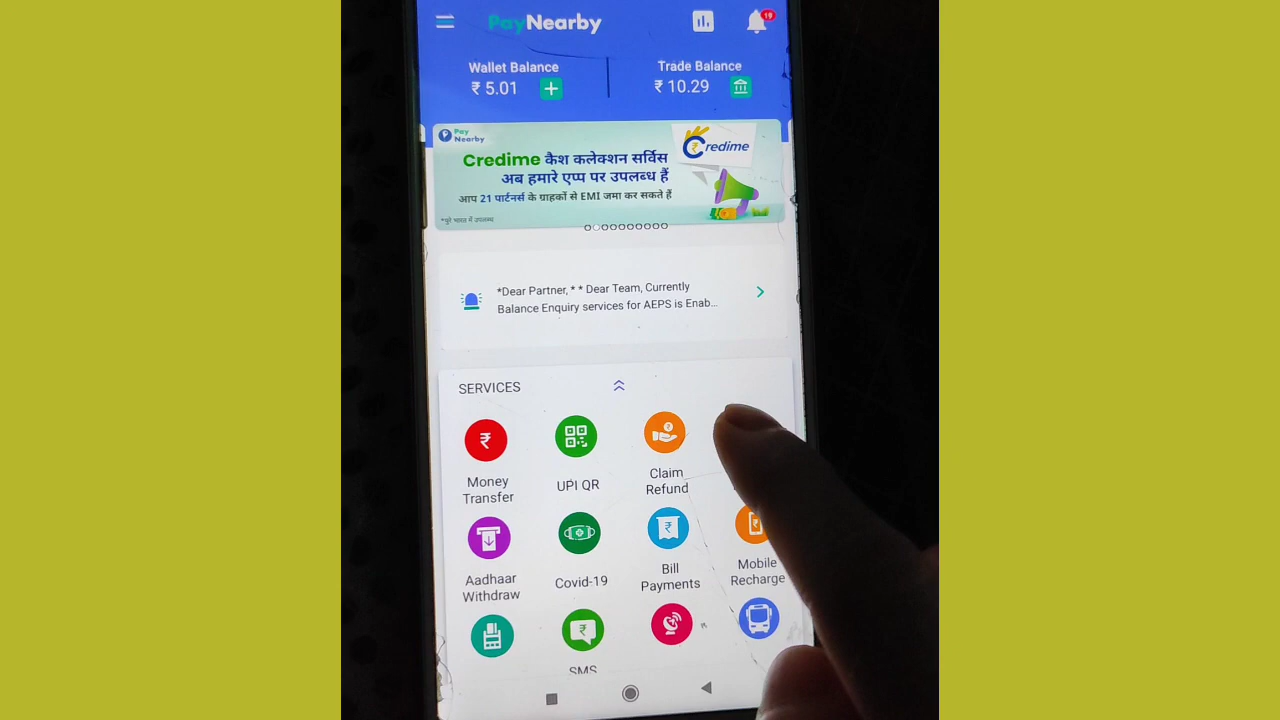 PayNearby
19
Wallet Balance
₹ 5.01
Trade Balance
₹ 10.29
Pay
Nearby
Credime कैश कलेक्शन सर्विस
अब हमारे एप्प पर उपलब्ध हैं
आप 21 पार्टनर्स के ग्राहकों से EMI जमा कर सकते हैं
*पूरे भारत में उपलब्ध
Credime
*Dear Partner, * * Dear Team, Currently
Balance Enquiry services for AEPS is Enab...
SERVICES
Money
Transfer
UPI QR
Claim
Refund
Aadhaar
Withdraw
Covid-19
Bill
Payments
Mobile
Recharge
SMS